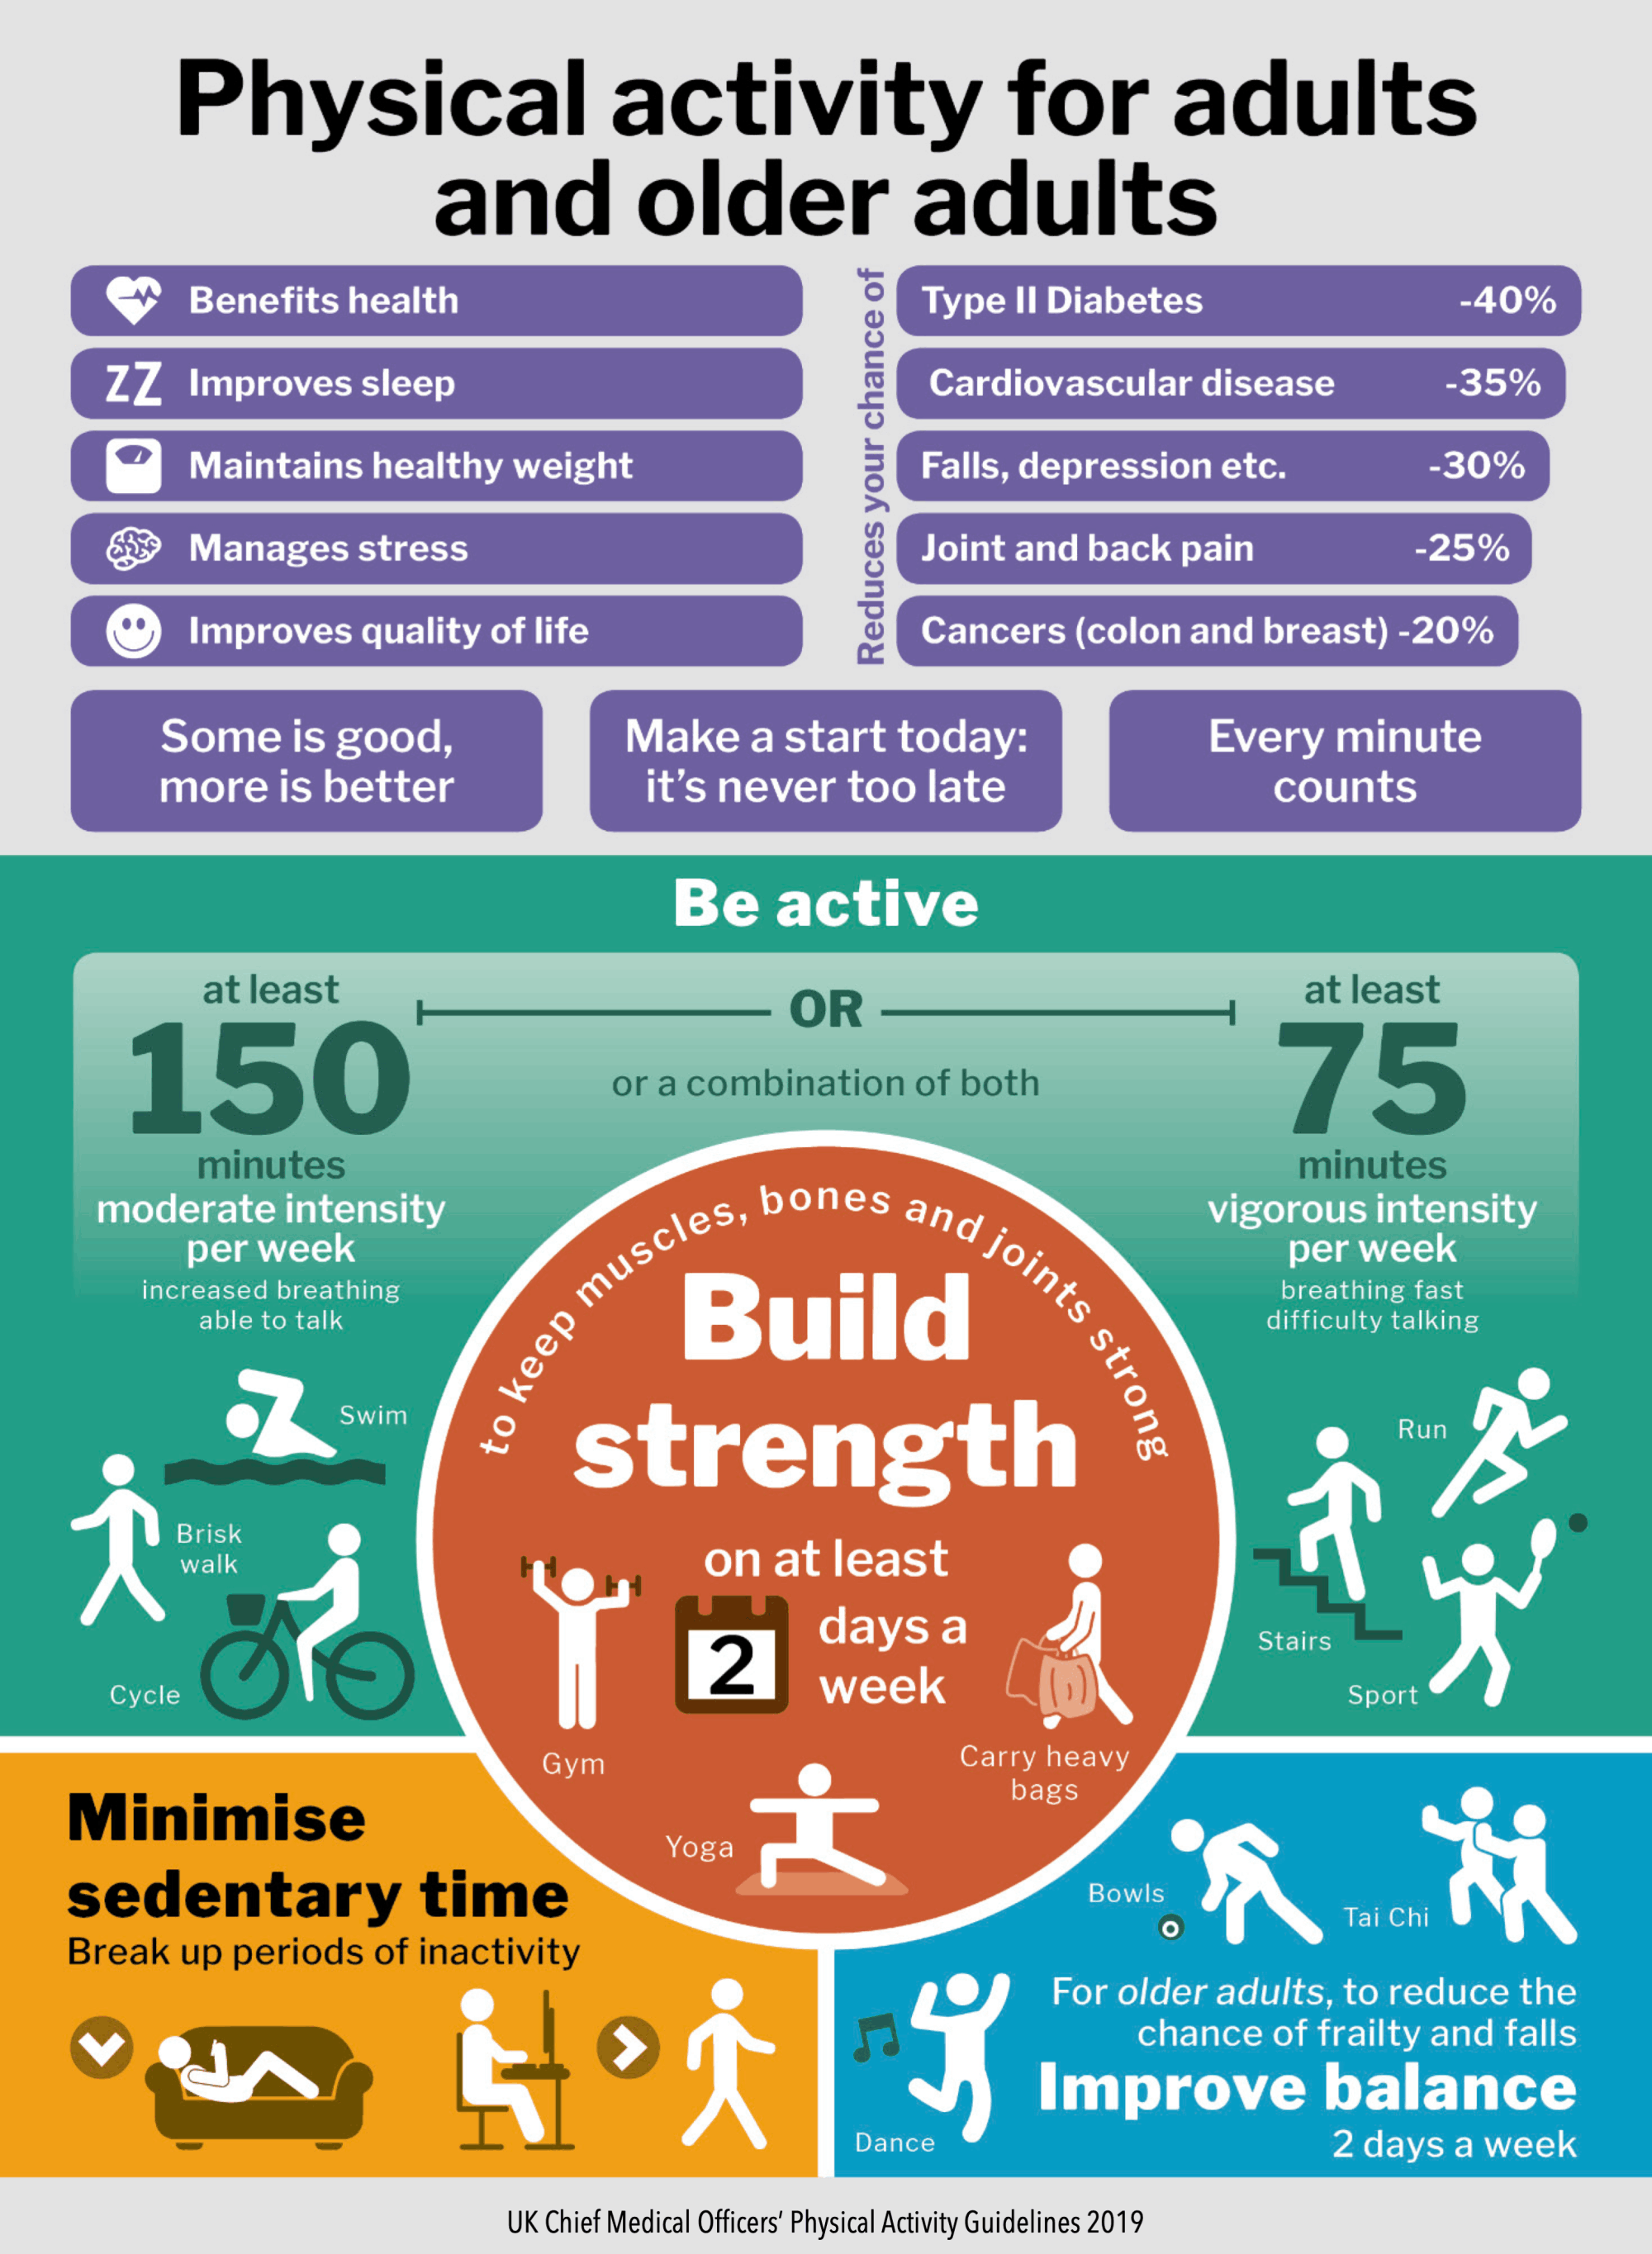 Physical activity for adults
and older adults
Benefits health
ZZ Improves sleep
Maintains healthy weight
Manages stress
Improves quality of life
Reduces your chance of
Type II Diabetes -40%
Cardiovascular disease -35%
Falls, depression etc. -30%
Joint and back pain -25%
Cancers (colon and breast) -20%
Some is good,
more is better
Make a start today:
it's never too late
Every minute
counts
Be active
at least
150
minutes
moderate intensity
per week
increased breathing
able to talk
OR
or a combination of both
at least
75
minutes
vigorous intensity
per week
breathing fast
difficulty talking
Swim
Brisk
walk
Cycle
to keep muscles, bones and joints strong
Build
strength
on at least
2
days a
week
Gym
Yoga
Carry heavy
bags
Run
Stairs
Sport
Minimise
sedentary time
Break up periods of inactivity
Bowls
Tai Chi
Dance
For older adults, to reduce the
chance of frailty and falls
Improve balance
2 days a week
UK Chief Medical Officers' Physical Activity Guidelines 2019